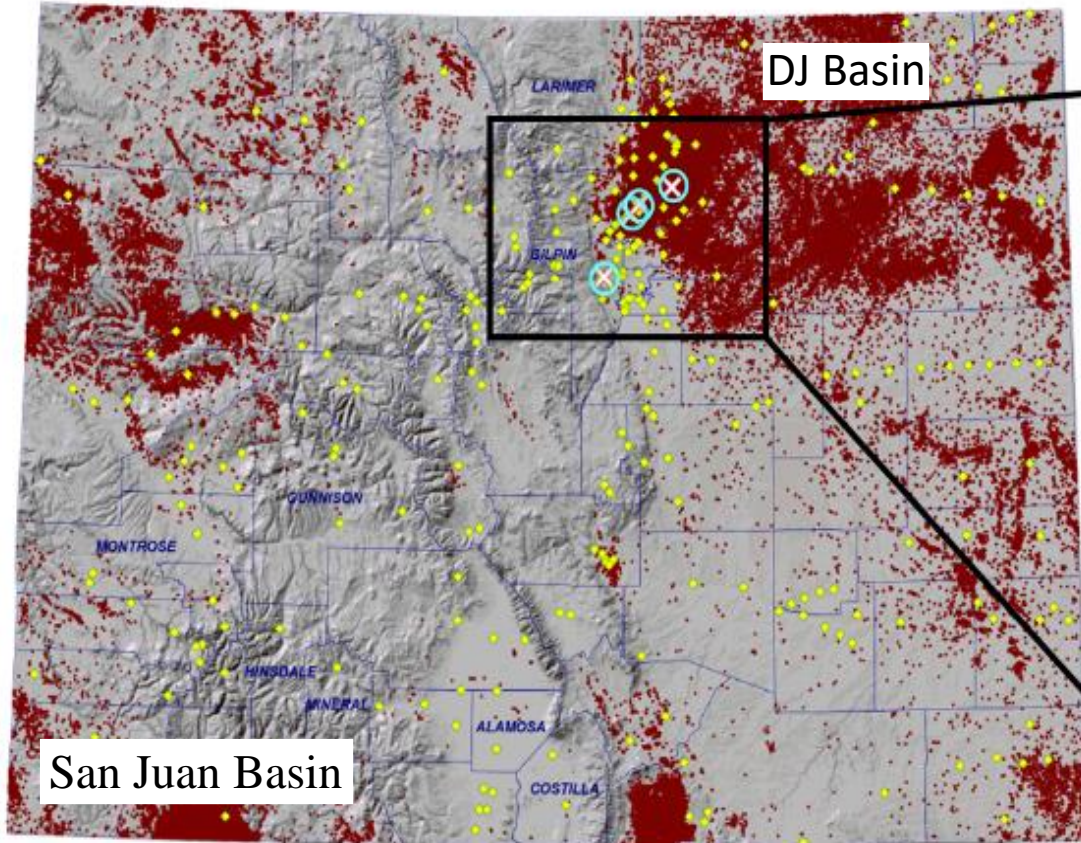 DJ Basin
LARIMER
GILPIN
GUNNISON
MONTROSE
HINSDALE
MINERAL
ALAMOSA
San Juan Basin
COSTILLA